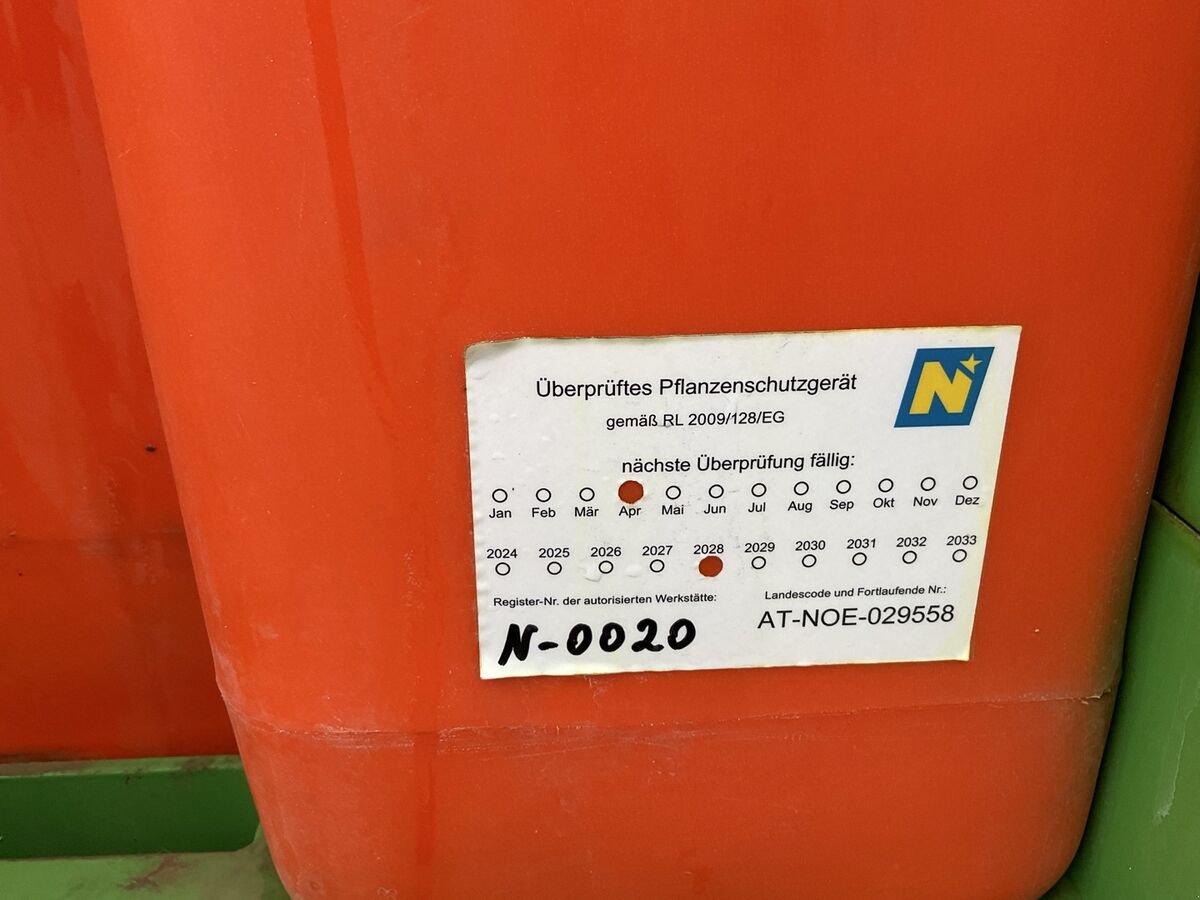 Überprüftes Pflanzenschutzgerät
N
gemäß RL 2009/128/EG
nächste Überprüfung fällig:
Jan Feb Mär Apr Mai Jun Jul Aug Sep Okt Nov Dez
2024 2025 2026 2027 2028 2029 2030 2031 2032 2033
Register-Nr. der autorisierten Werkstätte:
N-0020
Landescode und Fortlaufende Nr.:
AT-NOE-029558